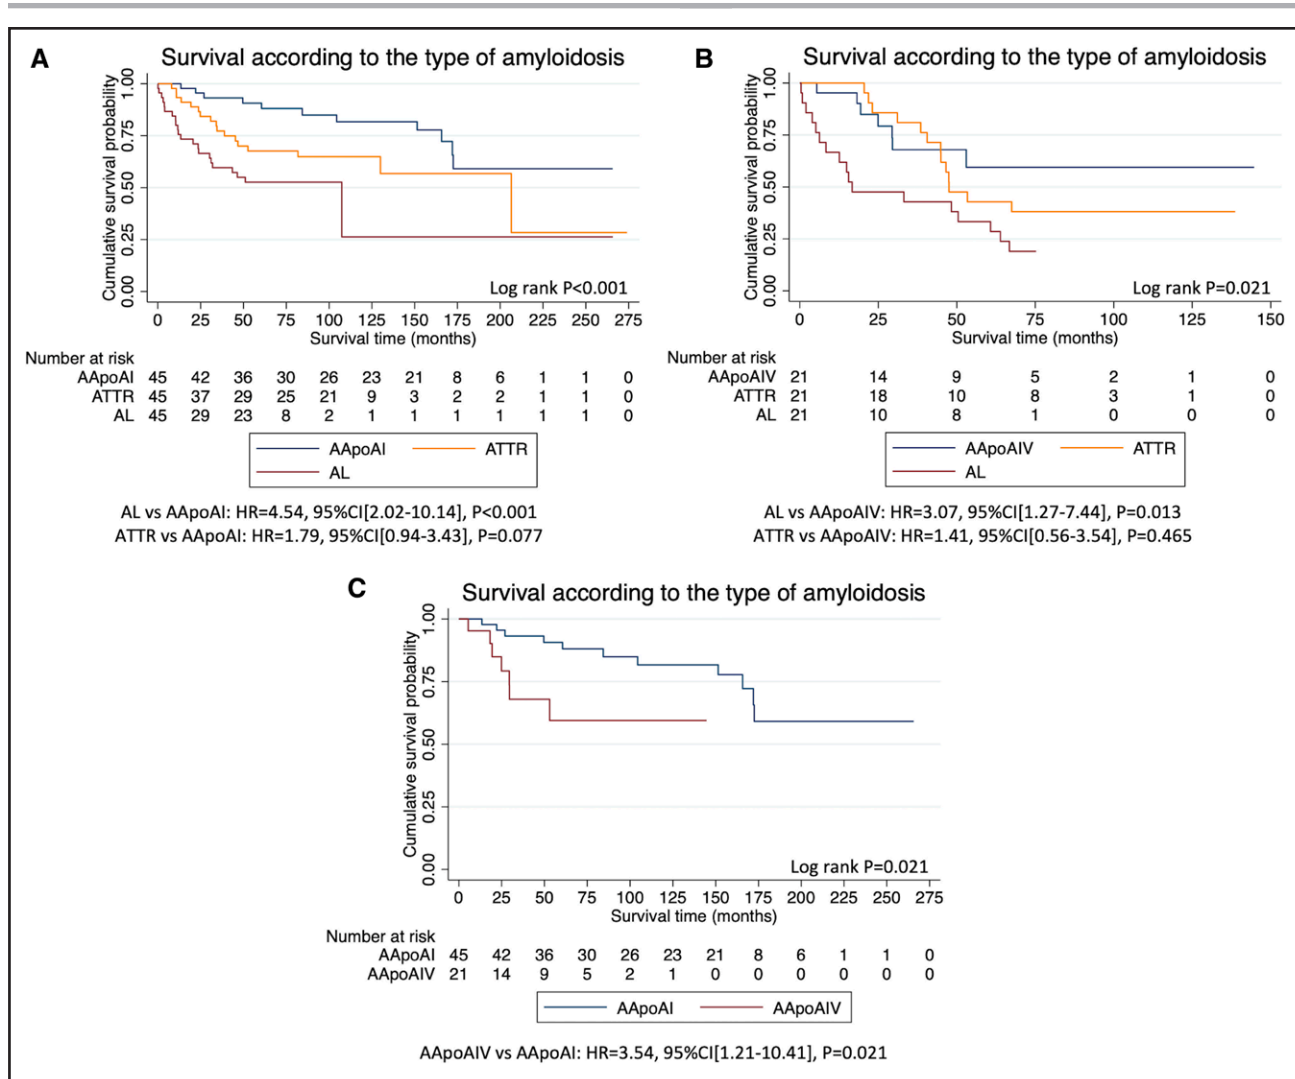 A
Survival according to the type of amyloidosis
Cumulative survival probability
1.00
0.75
0.50
0.25
0.00
Log rank P<0.001
0 25 50 75 100 125 150 175 200 225 250 275
Survival time (months)
Number at risk
AApoAI 45 42 36 30 26 23 21 8 6 1 1 0
ATTR 45 37 29 25 21 9 3 2 2 1 1 0
AL 45 29 23 8 2 1 1 1 1 1 1 0
AApoAI ATTR
AL
AL vs AApoAI: HR=4.54, 95%CI[2.02-10.14], P<0.001
ATTR vs AApoAI: HR=1.79, 95%CI[0.94-3.43], P=0.077
B
Survival according to the type of amyloidosis
Cumulative survival probability
1.00
0.75
0.50
0.25
0.00
Log rank P=0.021
0 25 50 75 100 125 150
Survival time (months)
Number at risk
AApoAIV 21 14 9 5 2 1 0
ATTR 21 18 10 8 3 1 0
AL 21 10 8 1 0 0 0
AApoAIV ATTR
AL
AL vs AApoAIV: HR=3.07, 95%CI[1.27-7.44], P=0.013
ATTR vs AApoAIV: HR=1.41, 95%CI[0.56-3.54], P=0.465
C
Survival according to the type of amyloidosis
Cumulative survival probability
1.00
0.75
0.50
0.25
0.00
Log rank P=0.021
0 25 50 75 100 125 150 175 200 225 250 275
Survival time (months)
Number at risk
AApoAI 45 42 36 30 26 23 21 8 6 1 1 0
AApoAIV 21 14 9 5 2 1 0 0 0 0 0 0
AApoAI AApoAIV
AApoAIV vs AApoAI: HR=3.54, 95%CI[1.21-10.41], P=0.021